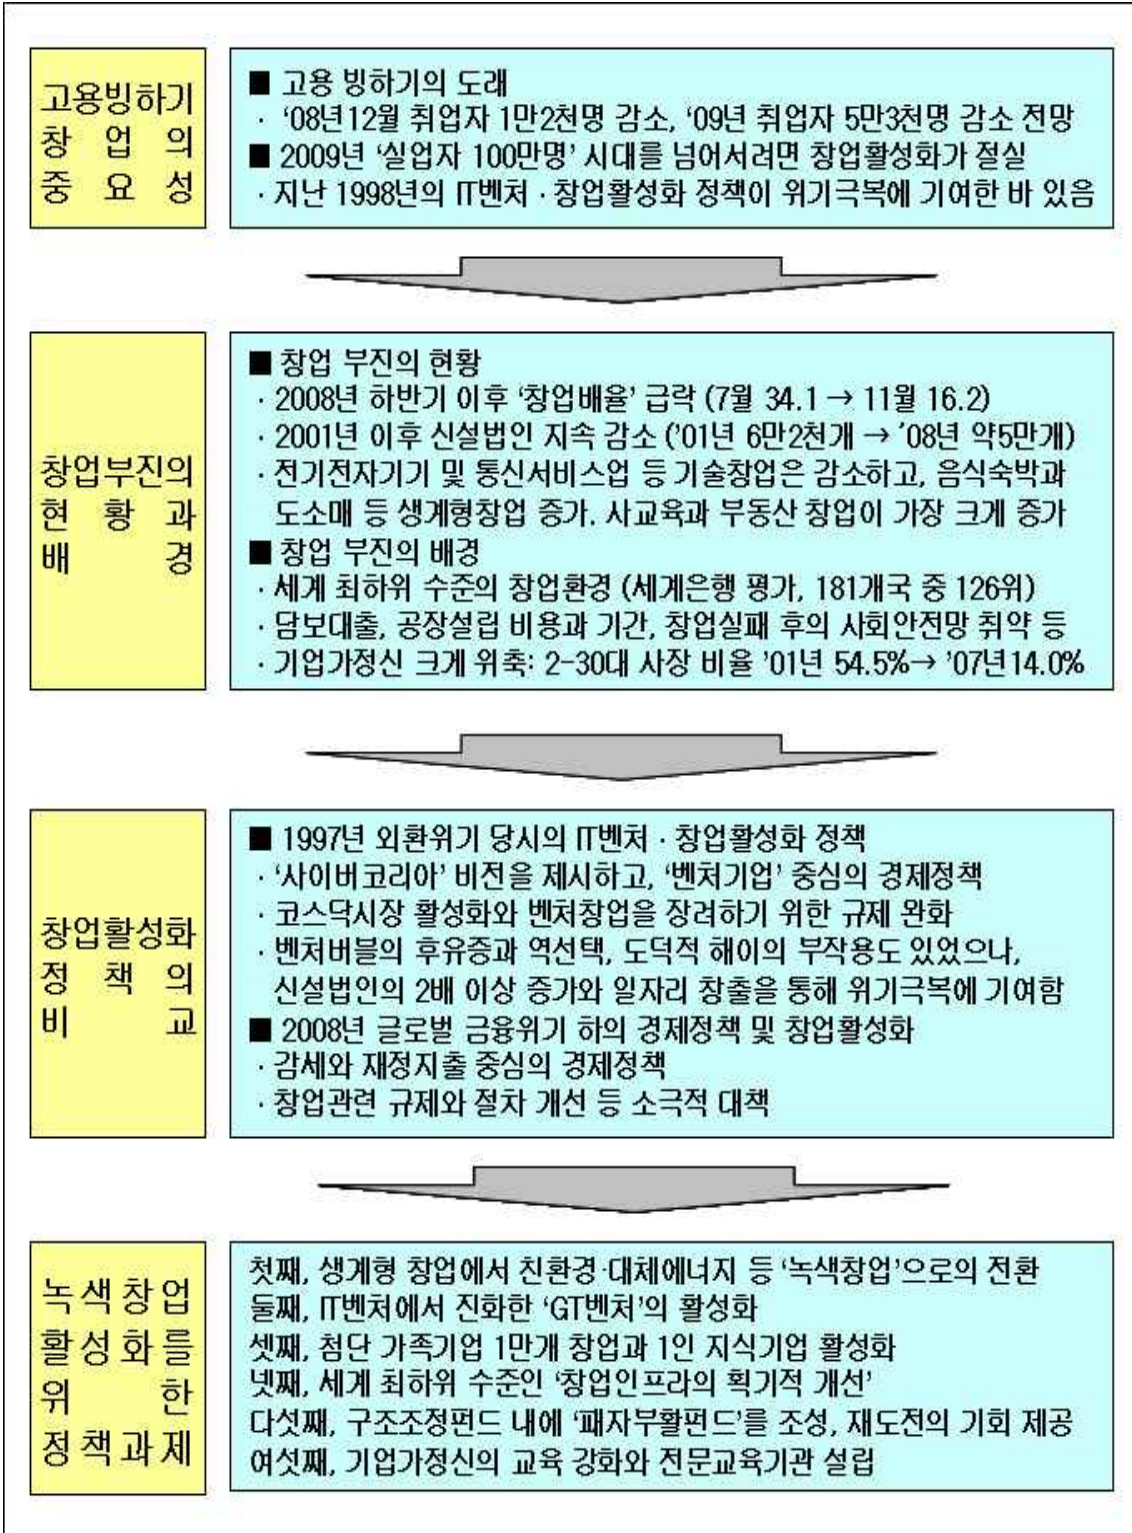 고용빙하기
창 업 의
중 요 성
■ 고용 빙하기의 도래
· ‘08년12월 취업자 1만2천명 감소, ‘09년 취업자 5만3천명 감소 전망
■ 2009년 ‘실업자 100만명’ 시대를 넘어서려면 창업활성화가 절실
· 지난 1998년의 IT벤처 · 창업활성화 정책이 위기극복에 기여한 바 있음
창업부진의
현 황 과
배 경
■ 창업 부진의 현황
· 2008년 하반기 이후 ‘창업배율’ 급락 (7월 34.1 → 11월 16.2)
· 2001년 이후 신설법인 지속 감소 (’01년 6만2천개 → ’08년 약5만개)
· 전기전자기기 및 통신서비스업 등 기술창업은 감소하고, 음식숙박과
도소매 등 생계형창업 증가. 사교육과 부동산 창업이 가장 크게 증가
■ 창업 부진의 배경
· 세계 최하위 수준의 창업환경 (세계은행 평가, 181개국 중 126위)
· 담보대출, 공장설립 비용과 기간, 창업실패 후의 사회안전망 취약 등
· 기업가정신 크게 위축: 2-30대 사장 비율 ’01년 54.5%→ ’07년14.0%
창업활성화
정 책 의
비 교
■ 1997년 외환위기 당시의 IT벤처 · 창업활성화 정책
· ‘사이버코리아’ 비전을 제시하고, ‘벤처기업’ 중심의 경제정책
· 코스닥시장 활성화와 벤처창업을 장려하기 위한 규제 완화
· 벤처버블의 후유증과 역선택, 도덕적 해이의 부작용도 있었으나,
신설법인의 2배 이상 증가와 일자리 창출을 통해 위기극복에 기여함
■ 2008년 글로벌 금융위기 하의 경제정책 및 창업활성화
· 감세와 재정지출 중심의 경제정책
· 창업관련 규제와 절차 개선 등 소극적 대책
녹색창업
활성화를
위 한
정책과제
첫째, 생계형 창업에서 친환경·대체에너지 등 ‘녹색창업’으로의 전환
둘째, IT벤처에서 진화한 ‘GT벤처’의 활성화
셋째, 첨단 가족기업 1만개 창업과 1인 지식기업 활성화
넷째, 세계 최하위 수준인 ‘창업인프라의 획기적 개선’
다섯째, 구조조정펀드 내에 ‘패자부활펀드’를 조성, 재도전의 기회 제공
여섯째, 기업가정신의 교육 강화와 전문교육기관 설립